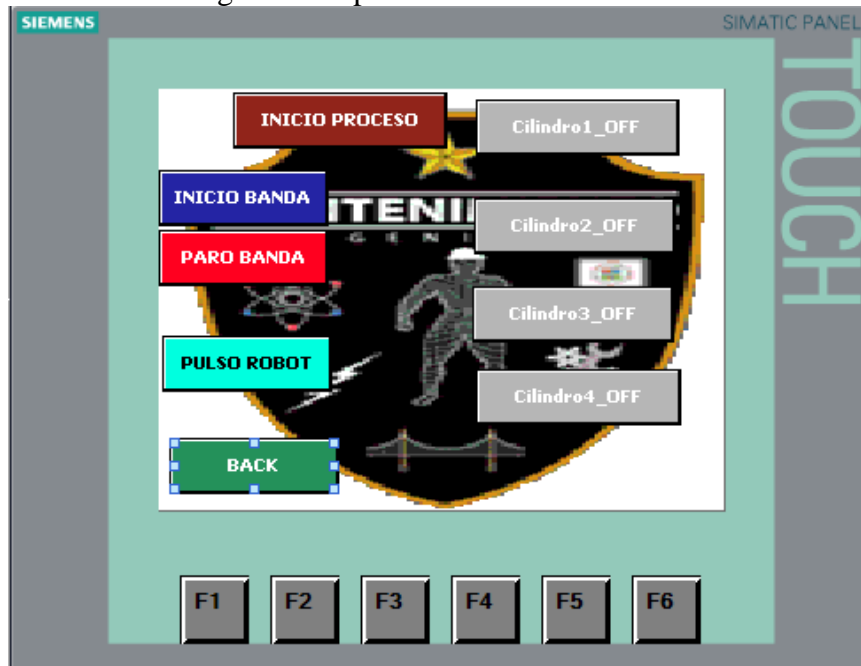 SIEMENS
SIMATIC PANEL
TOUCH
INICIO PROCESO
Cilindro1_OFF
INICIO BANDA
Cilindro2_OFF
PARO BANDA
Cilindro3_OFF
PULSO ROBOT
Cilindro4_OFF
BACK
F1 F2 F3 F4 F5 F6